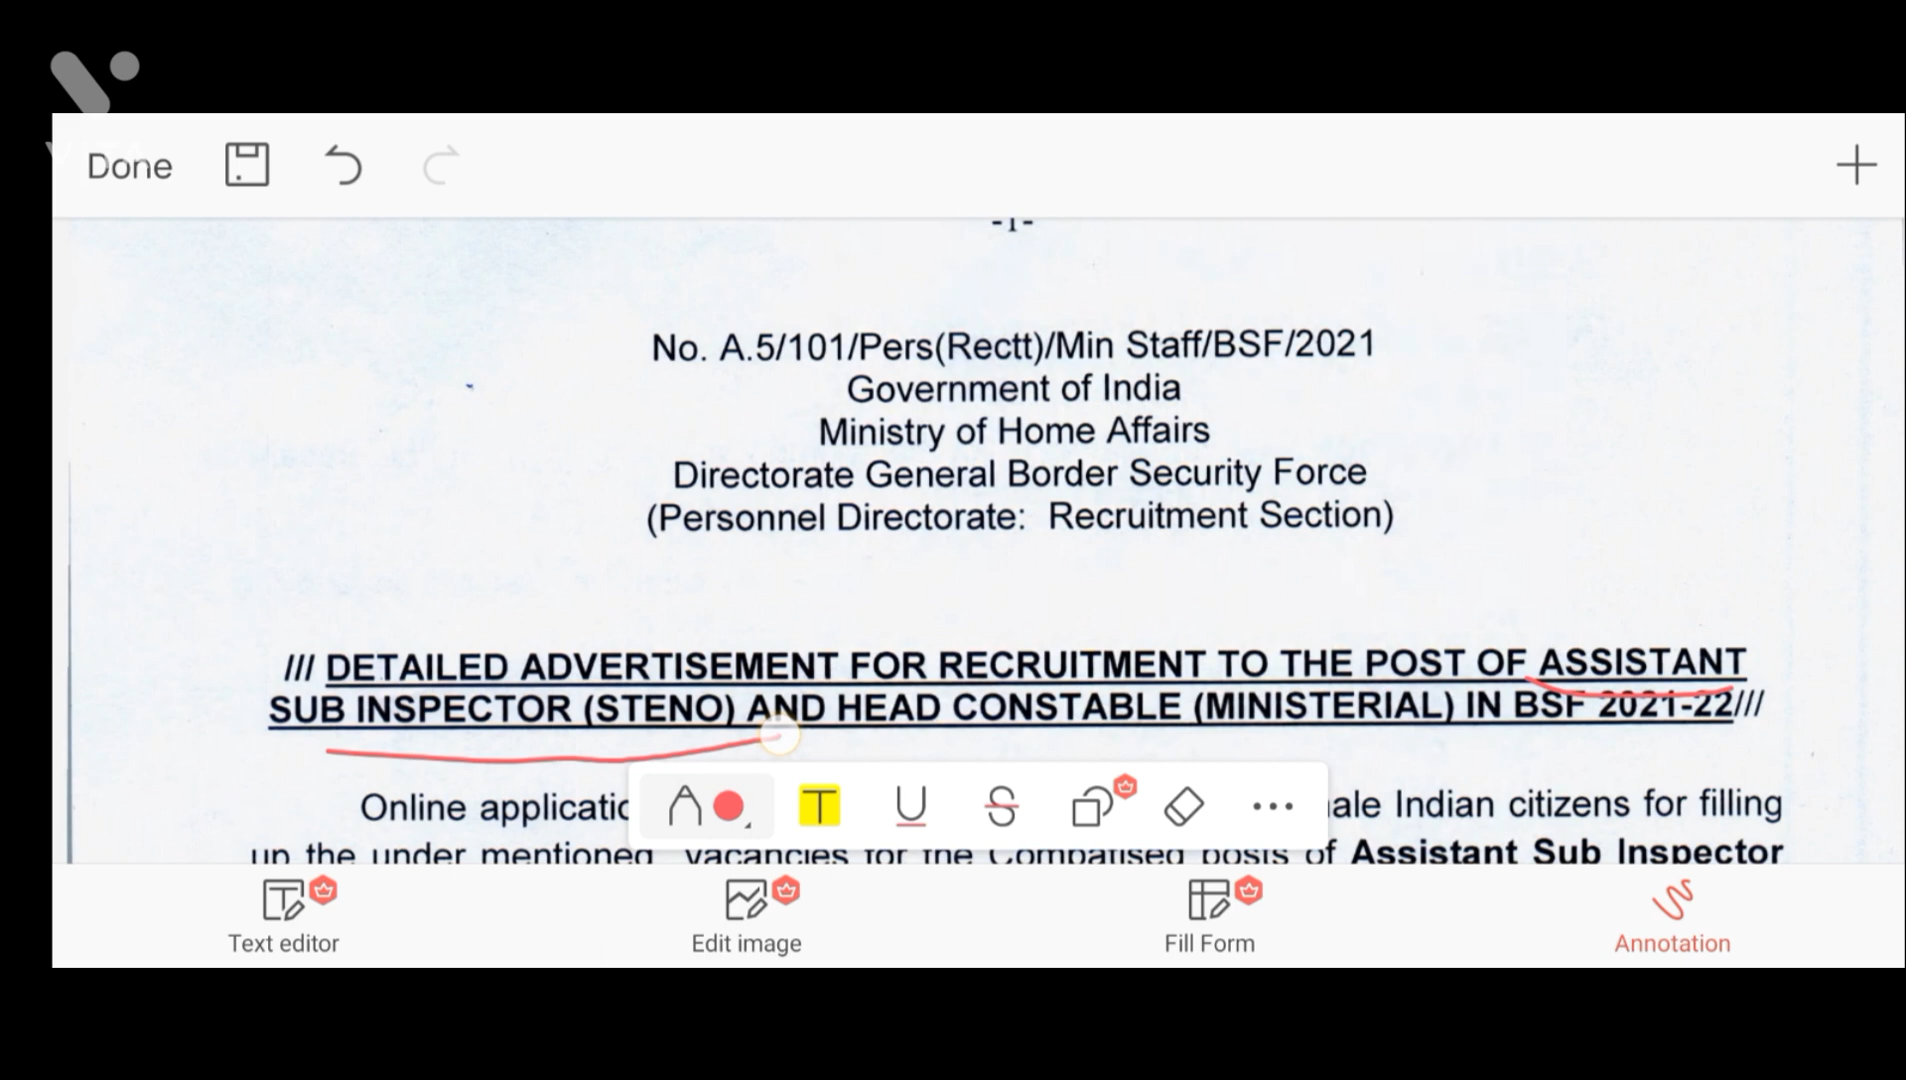 VITA
Done
-1-
No. A.5/101/Pers(Rectt)/Min Staff/BSF/2021
Government of India
Ministry of Home Affairs
Directorate General Border Security Force
(Personnel Directorate: Recruitment Section)
/// DETAILED ADVERTISEMENT FOR RECRUITMENT TO THE POST OF ASSISTANT
SUB INSPECTOR (STENO) AND HEAD CONSTABLE (MINISTERIAL) IN BSF 2021-22///
Online Indian citizens for filling
up the under mentioned vacancies for the Combatised posts of Assistant Sub Inspector
Text editor
Edit image
Fill Form
Annotation